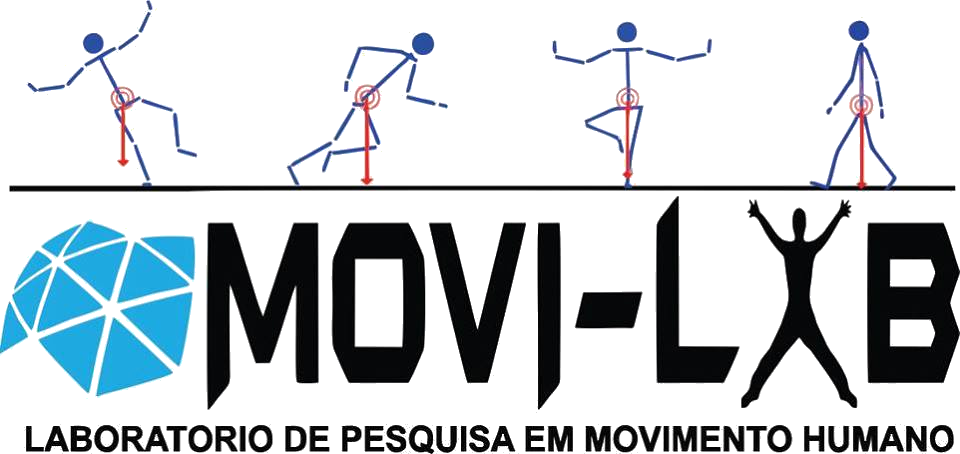 MOVI-LAB
LABORATORIO DE PESQUISA EM MOVIMENTO HUMANO